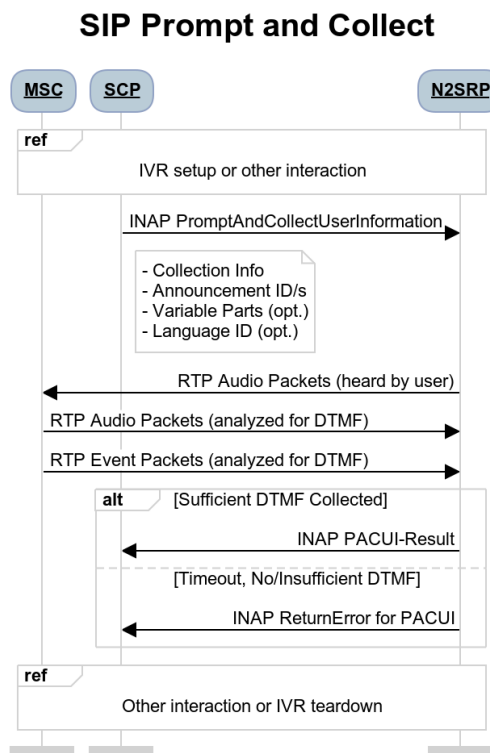 SIP Prompt and Collect
MSC SCP N2SRP
ref
IVR setup or other interaction
INAP PromptAndCollectUserInformation
- Collection Info
- Announcement ID/s
- Variable Parts (opt.)
- Language ID (opt.)
RTP Audio Packets (heard by user)
RTP Audio Packets (analyzed for DTMF)
RTP Event Packets (analyzed for DTMF)
alt [Sufficient DTMF Collected]
INAP PACUI-Result
[Timeout, No/Insufficient DTMF]
INAP ReturnError for PACUI
ref
Other interaction or IVR teardown